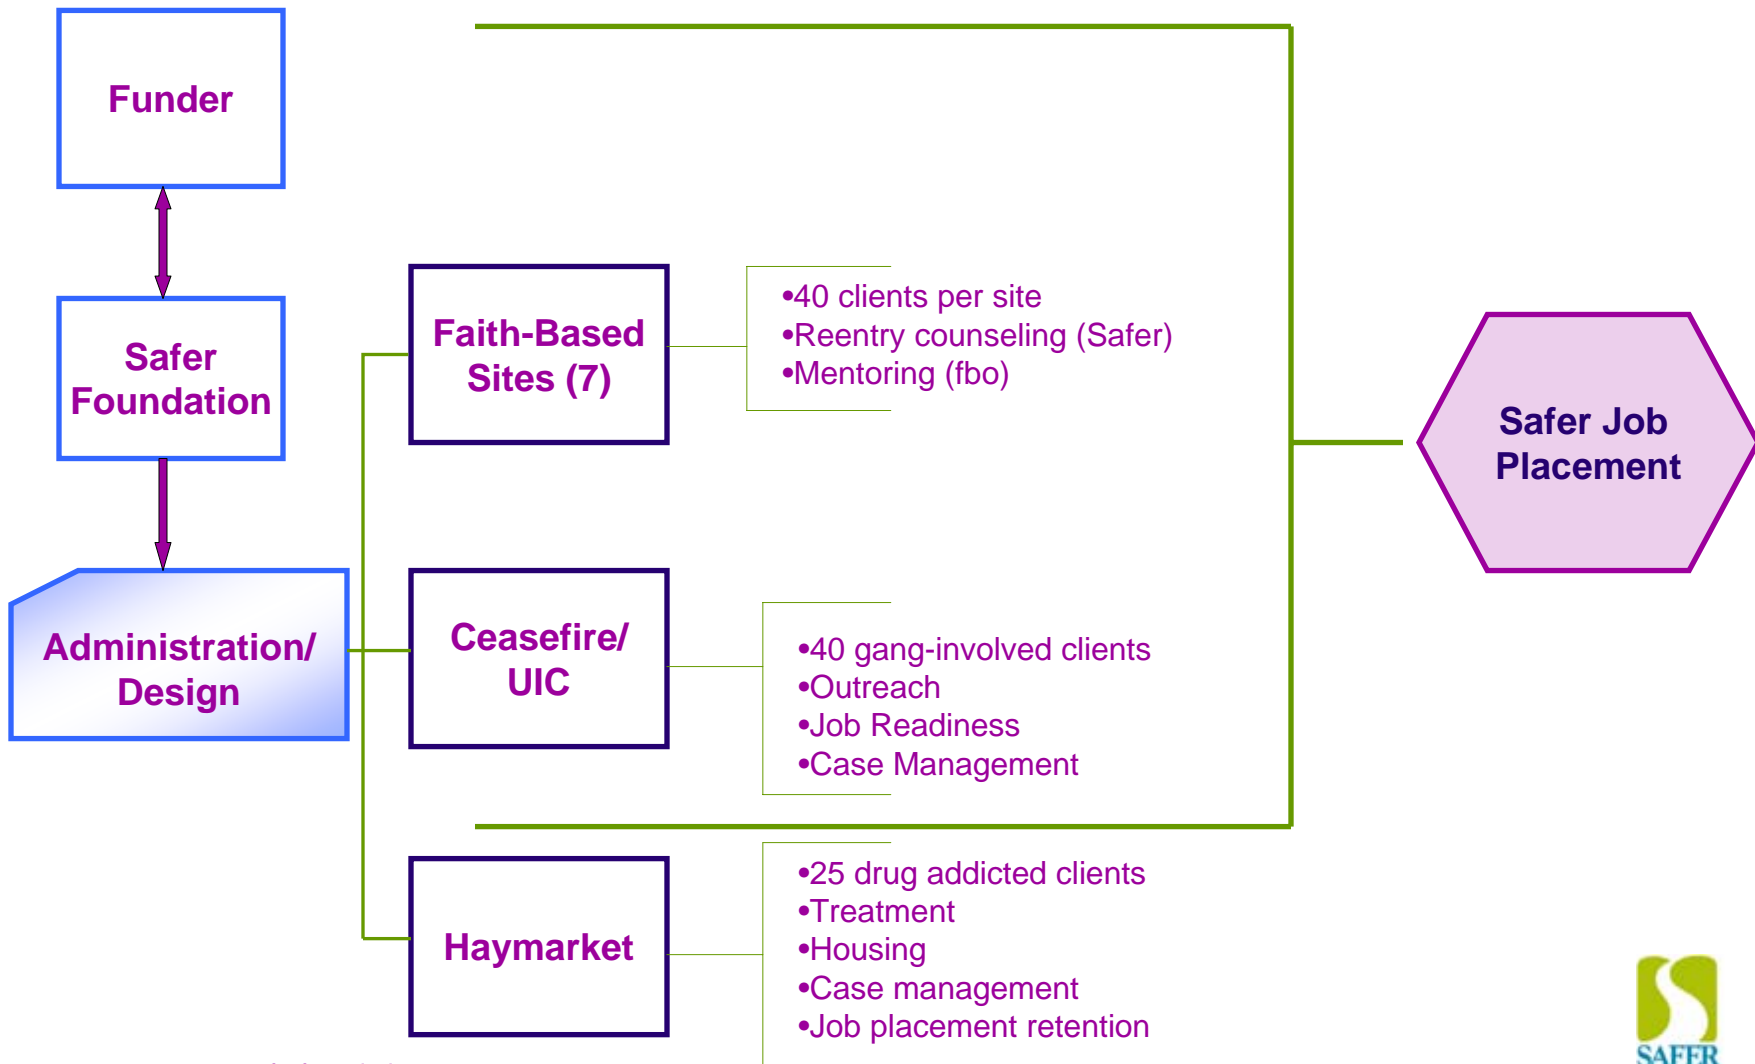 Funder
Safer
Foundation
Administration/
Design
Faith-Based
Sites (7)
•40 clients per site
•Reentry counseling (Safer)
•Mentoring (fbo)
Ceasefire/
UIC
•40 gang-involved clients
•Outreach
•Job Readiness
•Case Management
Haymarket
•25 drug addicted clients
•Treatment
•Housing
•Case management
•Job placement retention
Safer Job
Placement
SAFER